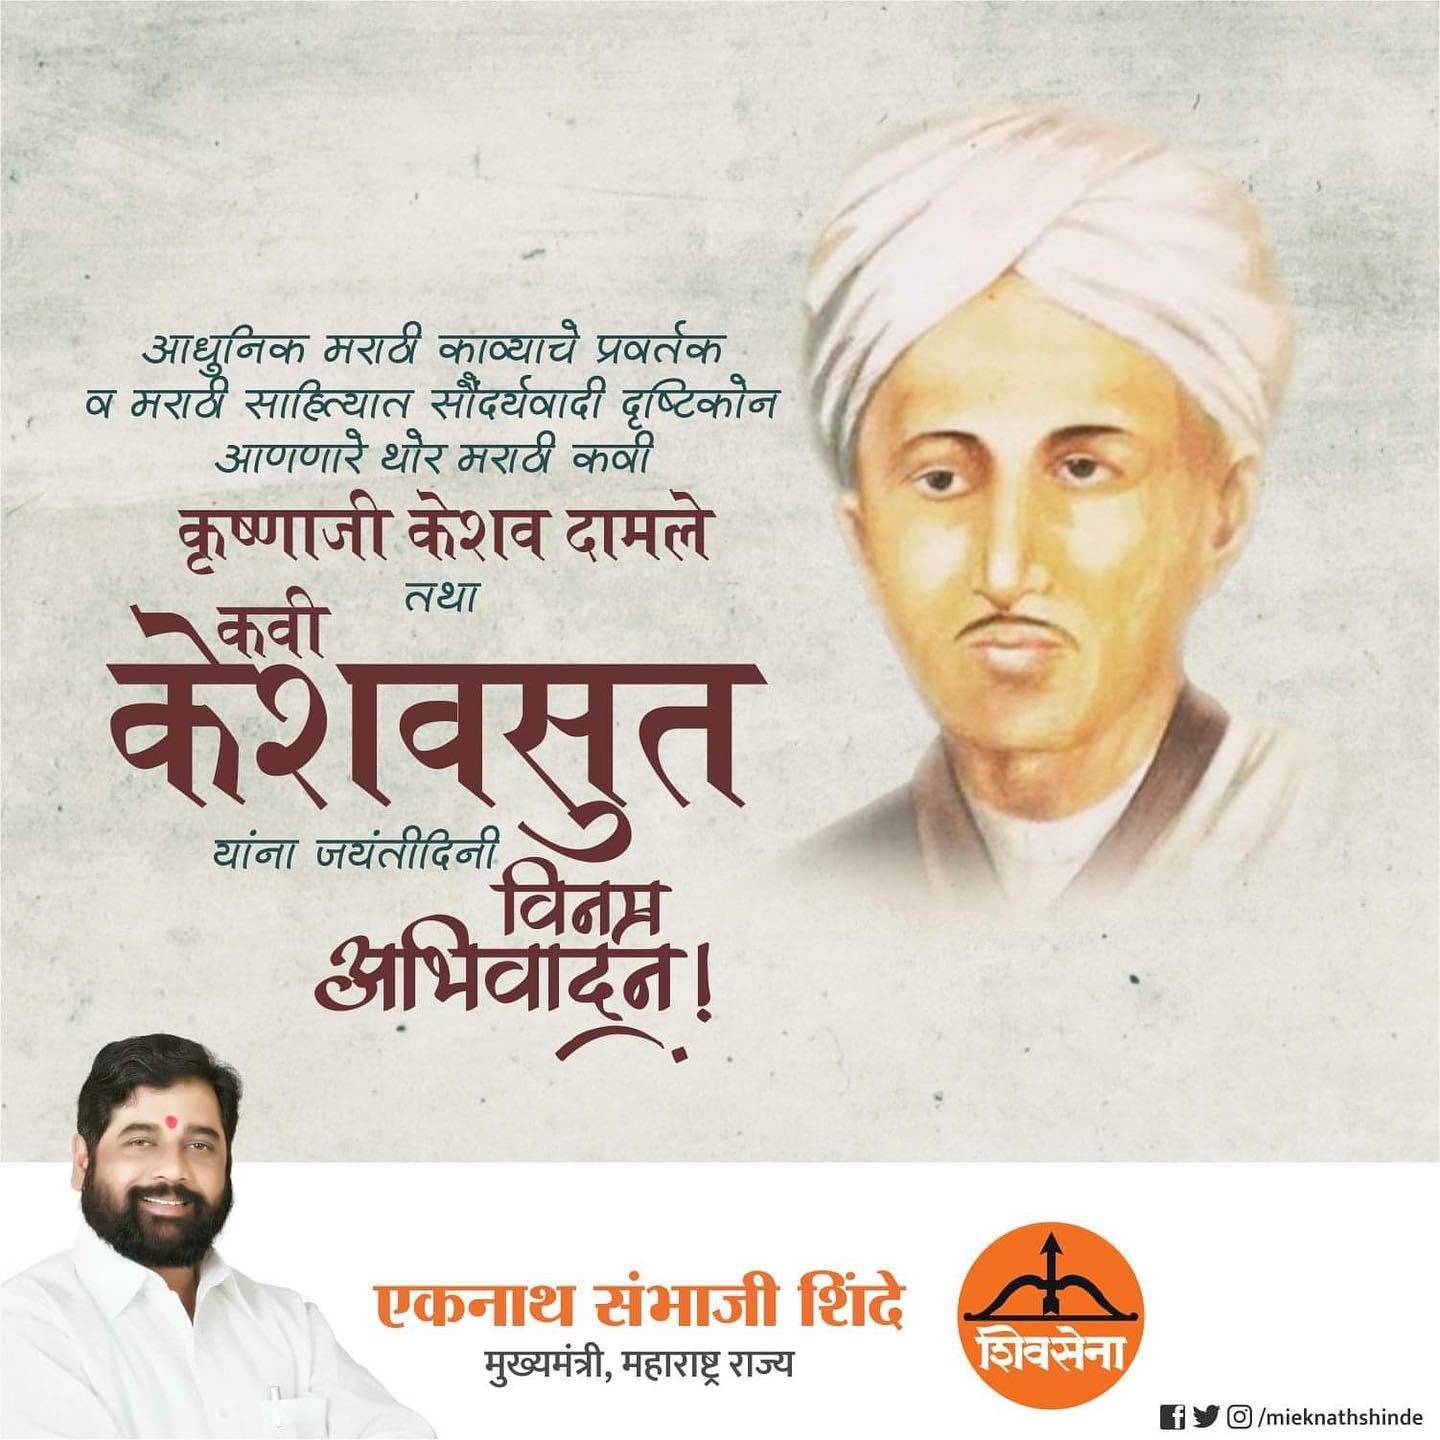 आधुनिक मराठी काव्याचे प्रवर्तक
व मराठी साहित्यात सौंदर्यवादी दृष्टिकोन
आणणारे थोर मराठी कवी
कृष्णाजी केशव दामले
तथा
कवी
केशवसुत
यांना जयंतीदिनी
विनम्र
अभिवादन!
एकनाथ संभाजी शिंदे
मुख्यमंत्री, महाराष्ट्र राज्य
शिवसेना
/mieknathshinde